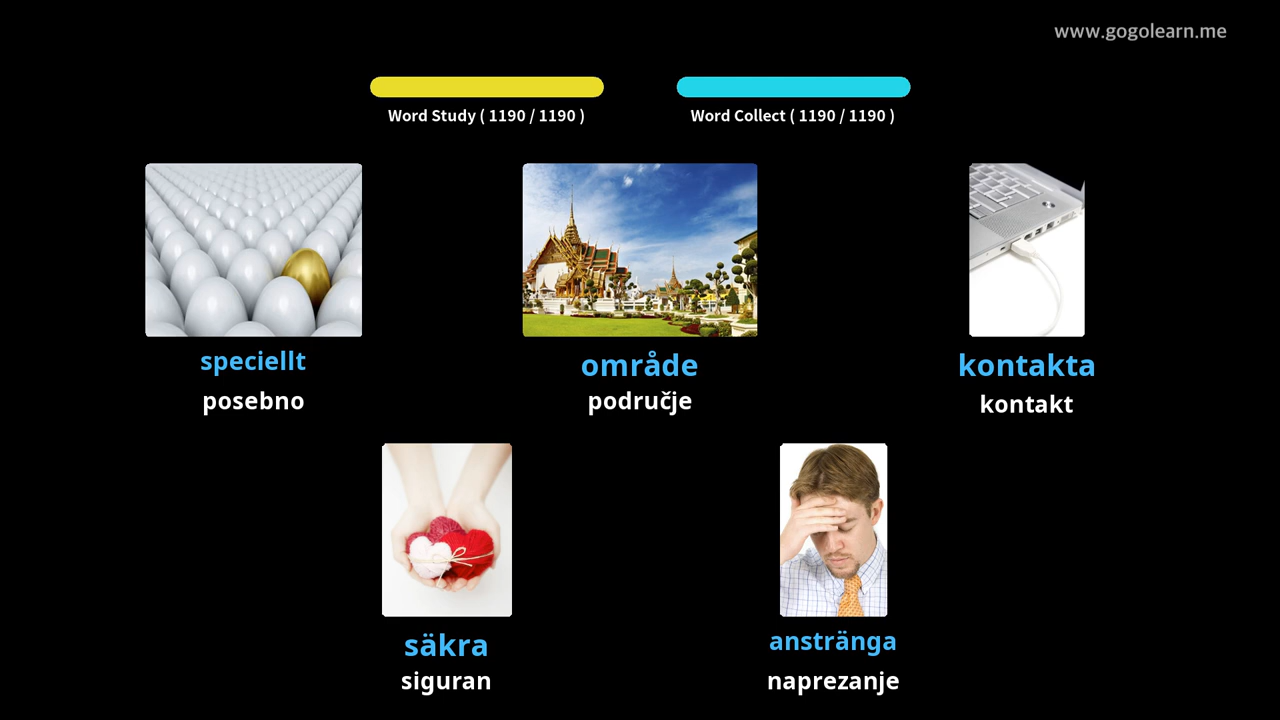 www.gogolearn.me
Word Study ( 1190 / 1190 )
Word Collect ( 1190 / 1190 )
speciellt
posebno
område
područje
kontakta
kontakt
säkra
siguran
anstränga
naprezanje